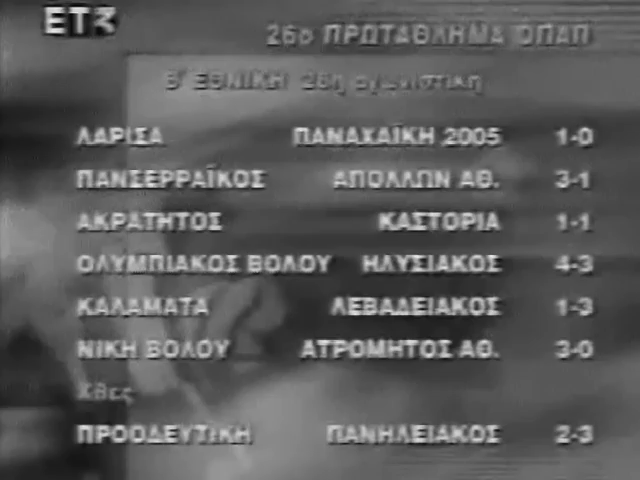 ΕΤ3
26ο ΠΡΩΤΑΘΛΗΜΑ ΟΠΑΠ
Β' ΕΘΝΙΚΗ 26η αγωνιστική
ΛΑΡΙΣΑ ΠΑΝΑΧΑΪΚΗ 2005 1-0
ΠΑΝΣΕΡΡΑΪΚΟΣ ΑΠΟΛΛΩΝ ΑΘ. 3-1
ΑΚΡΑΤΗΤΟΣ ΚΑΣΤΟΡΙΑ 1-1
ΟΛΥΜΠΙΑΚΟΣ ΒΟΛΟΥ ΗΛΥΣΙΑΚΟΣ 4-3
ΚΑΛΑΜΑΤΑ ΛΕΒΑΔΕΙΑΚΟΣ 1-3
ΝΙΚΗ ΒΟΛΟΥ ΑΤΡΟΜΗΤΟΣ ΑΘ. 3-0
Χθες
ΠΡΟΟΔΕΥΤΙΚΗ ΠΑΝΗΛΕΙΑΚΟΣ 2-3